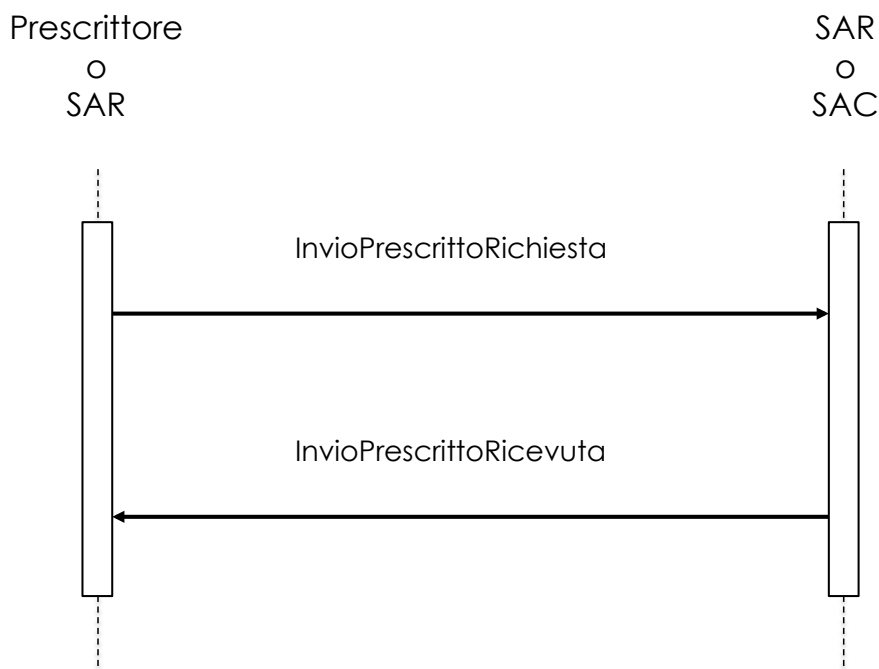 Prescrittore
o
SAR
SAR
o
SAC
InvioPrescrittoRichiesta
InvioPrescrittoRicevuta